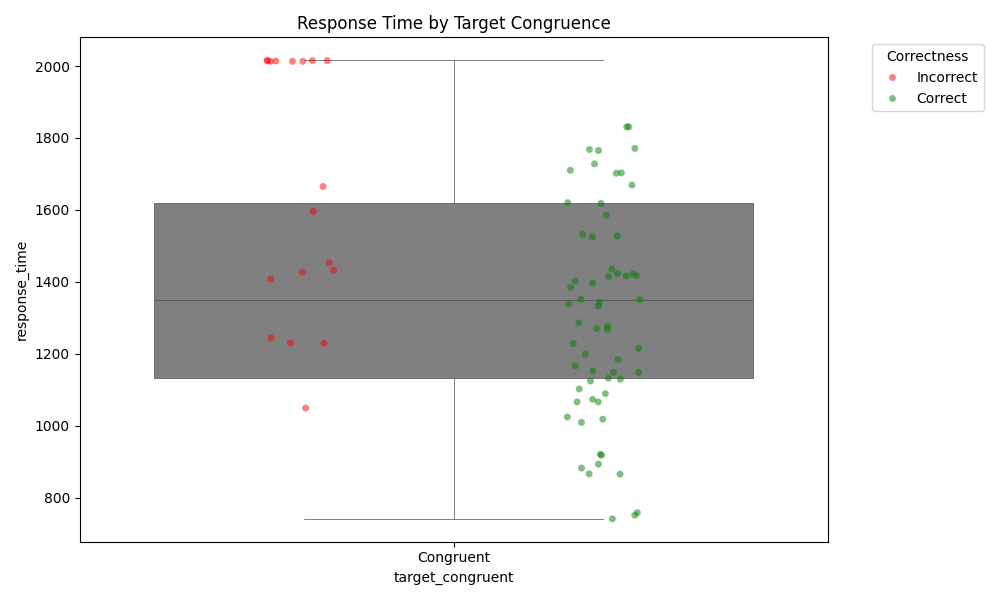 Response Time by Target Congruence
Correctness
Incorrect
Correct
response_time
2000
1800
1600
1400
1200
1000
800
Congruent
target_congruent